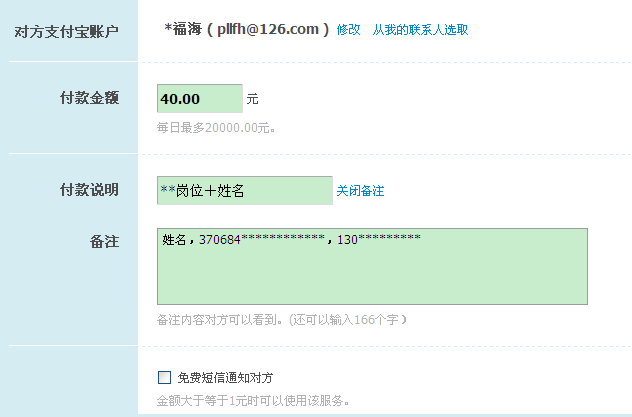 对方支付宝账户 *福海（pllfh@126.com） 修改 从我的联系人选取
付款金额 40.00 元
每日最多20000.00元。
付款说明 **岗位＋姓名 关闭备注
备注 姓名，370684************，130*********
备注内容对方可以看到。(还可以输入166个字）
免费短信通知对方
金额大于等于1元时可以使用该服务。